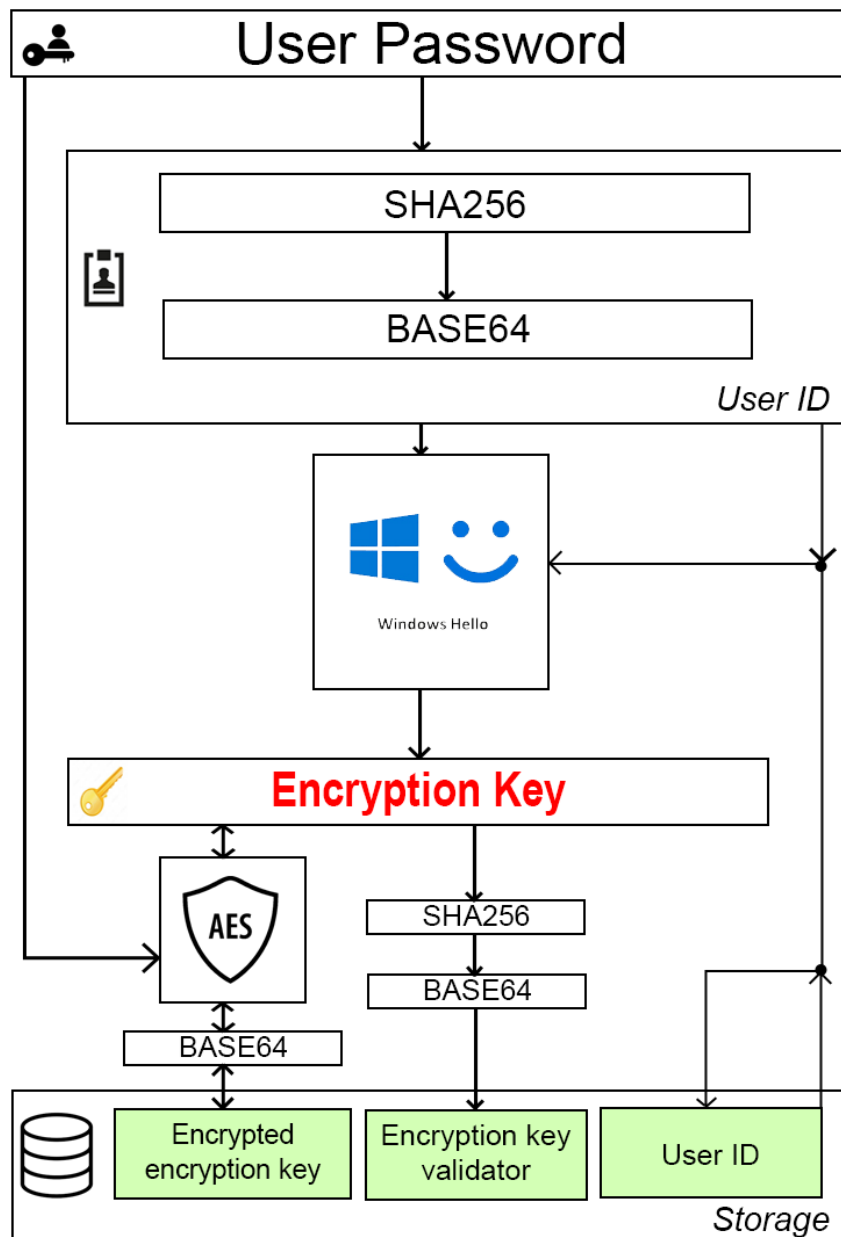 User Password
SHA256
BASE64
User ID
Windows Hello
Encryption Key
AES
SHA256
BASE64
BASE64
Encrypted
encryption key
Encryption key
validator
User ID
Storage